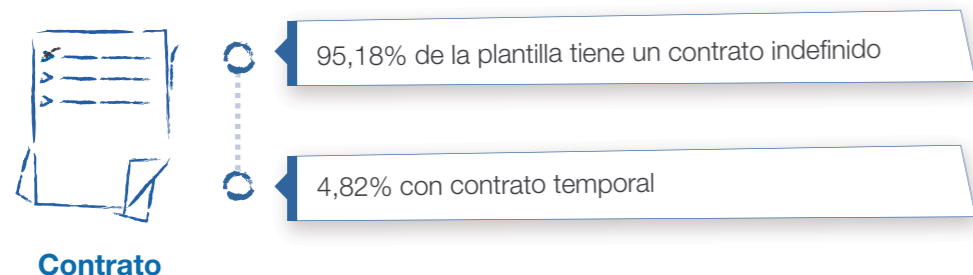 95,18% de la plantilla tiene un contrato indefinido
4,82% con contrato temporal
Contrato